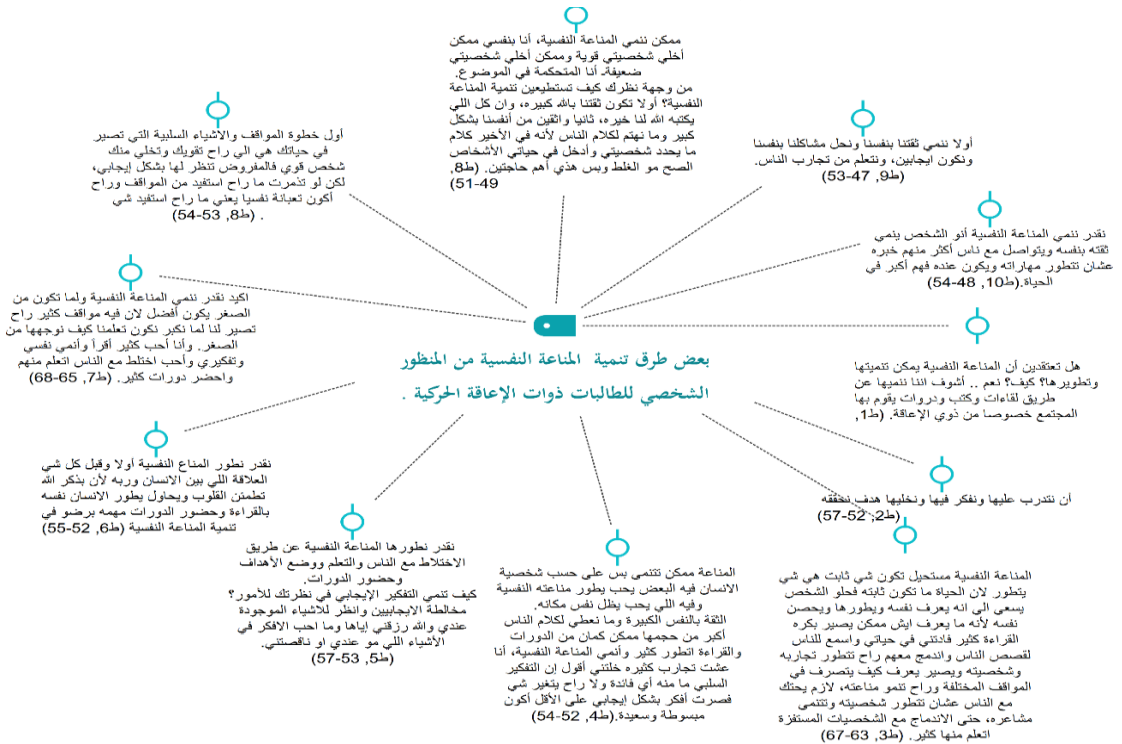 ممكن ننمي المناعة النفسية، أنا بنفسي ممكن
أخلي شخصيتي قوية وممكن أخلي شخصيتي
ضعيفة، أنا المتحكمة في الموضوع.
من وجهة نظرك كيف تستطيعين تنمية المناعة
النفسية؟ أولا تكون ثقتنا بالله كبيره، وان كل اللي
يكتبه الله لنا خيره، ثانيا واثقين من أنفسنا بشكل
كبير وما نهتم لكلام الناس لأنه في الأخير كلام
ما يحدد شخصيتي وأدخل في حياتي الأشخاص
الصح مو الغلط وبس هذي أهم حاجتين. (ط8,
49-51)
أولا ننمي ثقتنا بنفسنا ونحل مشاكلنا بنفسنا
ونكون ايجابين، ونتعلم من تجارب الناس.
(ط9, 47-53)
نقدر ننمي المناعة النفسية أنو الشخص ينمي
ثقته بنفسه ويتواصل مع ناس أكثر منهم خبره
عشان تتطور مهاراته ويكون عنده فهم أكبر في
الحياة.(ط10, 48-54)
هل تعتقدين أن المناعة النفسية يمكن تنميتها
وتطويرها؟ كيف؟ نعم .. أشوف اننا ننميها عن
طريق لقاءات وكتب ودروات يقوم بها
المجتمع خصوصا من ذوي الإعاقة. (ط1,
أن نتدرب عليها ونفكر فيها ونخليها هدف نحققه
(ط2, 52-57)
المناعة النفسية مستحيل تكون شي ثابت هي شي
يتطور لان الحياة ما تكون ثابته فحلو الشخص
يسعى الى انه يعرف نفسه ويطورها ويحصن
نفسه لأنه ما يعرف ايش ممكن يصير بكره
القراءة كثير فادتني في حياتي واسمع للناس
لقصص الناس واندمج معهم راح تتطور تجاربه
وشخصيته ويصير يعرف كيف يتصرف في
المواقف المختلفة وراح تنمو مناعته، لازم يحتك
مع الناس عشان تتطور شخصيته وتتنمى
مشاعره، حتى الاندماج مع الشخصيات المستفزة
اتعلم منها كثير. (ط3, 63-67)
المناعة ممكن تتنمى بس على حسب شخصية
الانسان فيه البعض يحب يطور مناعته النفسية
وفيه اللي يحب يظل نفس مكانه.
الثقة بالنفس الكبيرة وما نعطي لكلام الناس
أكبر من حجمها ممكن كمان من الدورات
والقراءة اتطور كثير وأنمي المناعة النفسية، أنا
عشت تجارب كثيره خلتني أقول إن التفكير
السلبي ما منه أي فائدة ولا راح يتغير شي
فصرت أفكر بشكل إيجابي على الأقل أكون
مبسوطة وسعيدة.(ط4, 52-54)
نقدر نطورها المناعة النفسية عن طريق
الاختلاط مع الناس والتعلم ووضع الأهداف
وحضور الدورات.
كيف تنمي التفكير الإيجابي في نظرتك للأمور؟
مخالطة الايجابيين وانظر للاشياء الموجودة
عندي والله رزقني إياها وما احب الافكر في
الأشياء اللي مو عندي او ناقصتني.
(ط5, 53-57)
نقدر نطور المناع النفسية أولا وقبل كل شي
العلاقة اللي بين الانسان وربه لأن بذكر الله
تطمئن القلوب ويحاول يطور الانسان نفسه
بالقراءة وحضور الدورات مهمه برضو في
تنمية المناعة النفسية (ط6, 52-55)
اكيد نقدر ننمي المناعة النفسية ولما تكون من
الصغر يكون أفضل لان فيه مواقف كثير راح
تصير لنا لما نكبر نكون تعلمنا كيف نوجهها من
الصغر. وأنا أحب كثير أقرأ وأنمي نفسي
وتفكيري وأحب اختلط مع الناس اتعلم منهم
واحضر دورات كثير. (ط7, 65-68)
أول خطوة المواقف والاشياء السلبية التي تصير
في حياتك هي الي راح تقويك وتخلي منك
شخص قوي فالمفروض تنظر لها بشكل إيجابي،
لكن لو تذمرت ما راح استفيد من المواقف وراح
أكون تعبانة نفسيا يعني ما راح استفيد شي
. (ط8, 53-54)
بعض طرق تنمية المناعة النفسية من المنظور
الشخصي للطالبات ذوات الإعاقة الحركية .